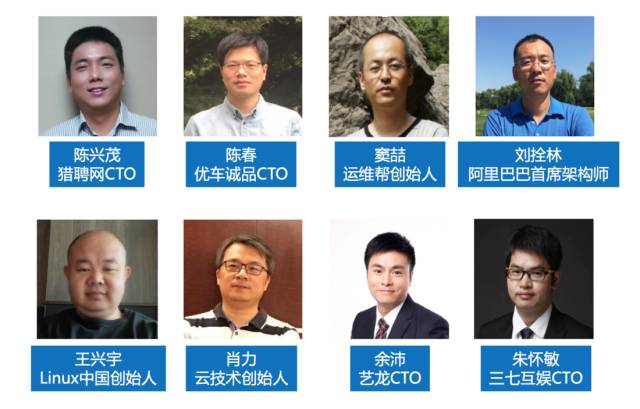 陈兴茂
猎聘网CTO
陈春
优车诚品CTO
窦喆
运维帮创始人
刘拴林
阿里巴巴首席架构师
王兴宇
Linux中国创始人
肖力
云技术创始人
余沛
艺龙CTO
朱怀敏
三七互娱CTO